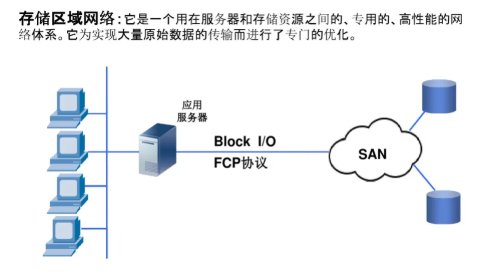 存储区域网络：它是一个用在服务器和存储资源之间的、专用的、高性能的网
络体系。它为实现大量原始数据的传输而进行了专门的优化。
应用
服务器
Block I/O
FCP协议
SAN